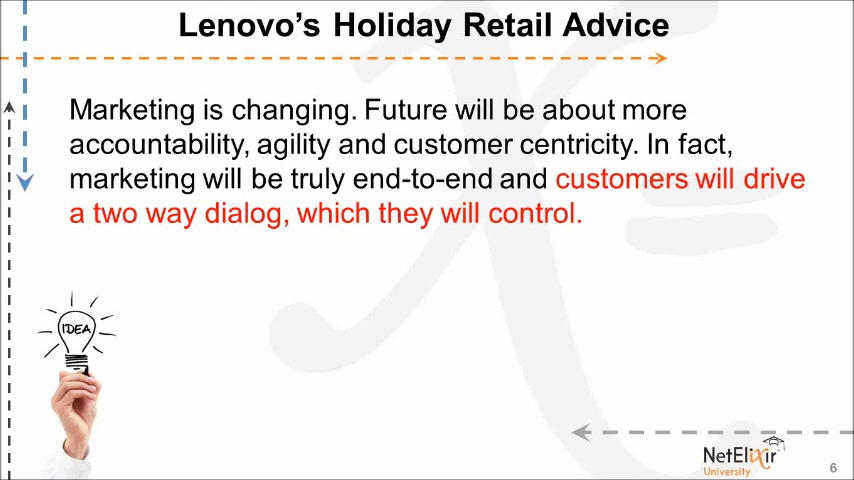 Lenovo’s Holiday Retail Advice
Marketing is changing. Future will be about more
accountability, agility and customer centricity. In fact,
marketing will be truly end-to-end and customers will drive
a two way dialog, which they will control.
IDEA
NetElixir
University
6